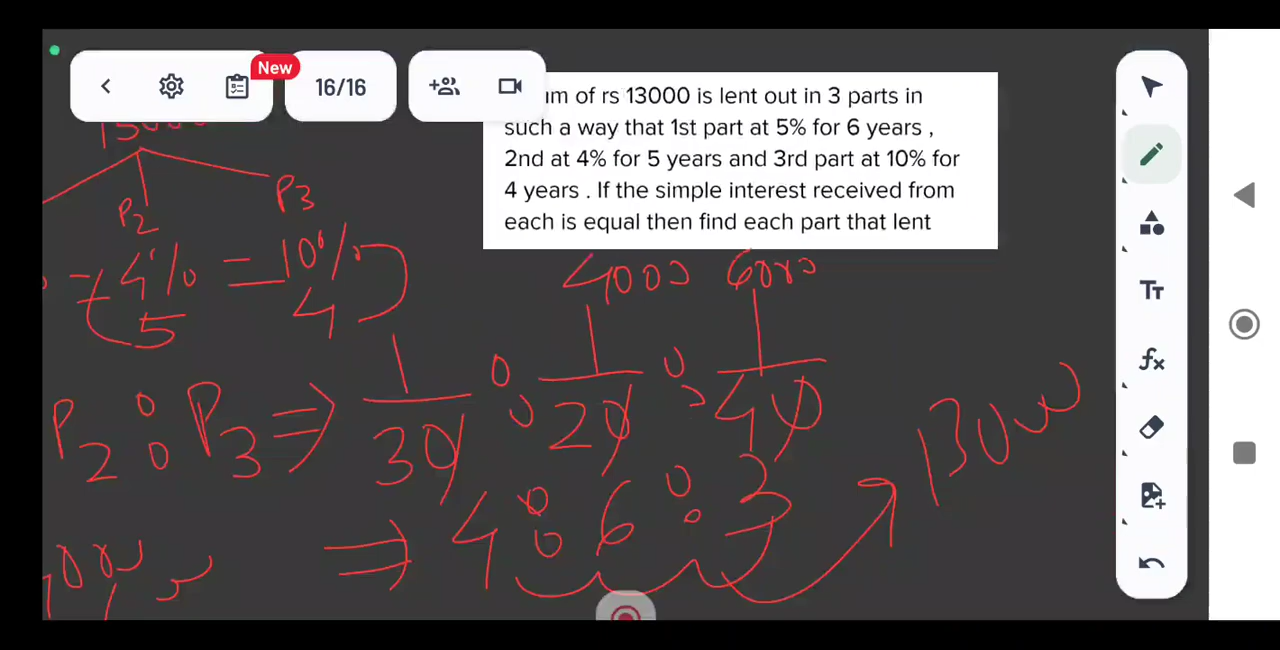 New
16/16
um of rs 13000 is lent out in 3 parts in
such a way that 1st part at 5% for 6 years ,
2nd at 4% for 5 years and 3rd part at 10% for
4 years . If the simple interest received from
each is equal then find each part that lent
13000
P2 P3
4% = 10%
5 4
4000 6000
P2 : P3 ⇒ 1/30 : 1/20 : 1/40
⇒ 4 : 6 : 3
13000
Tт
fx